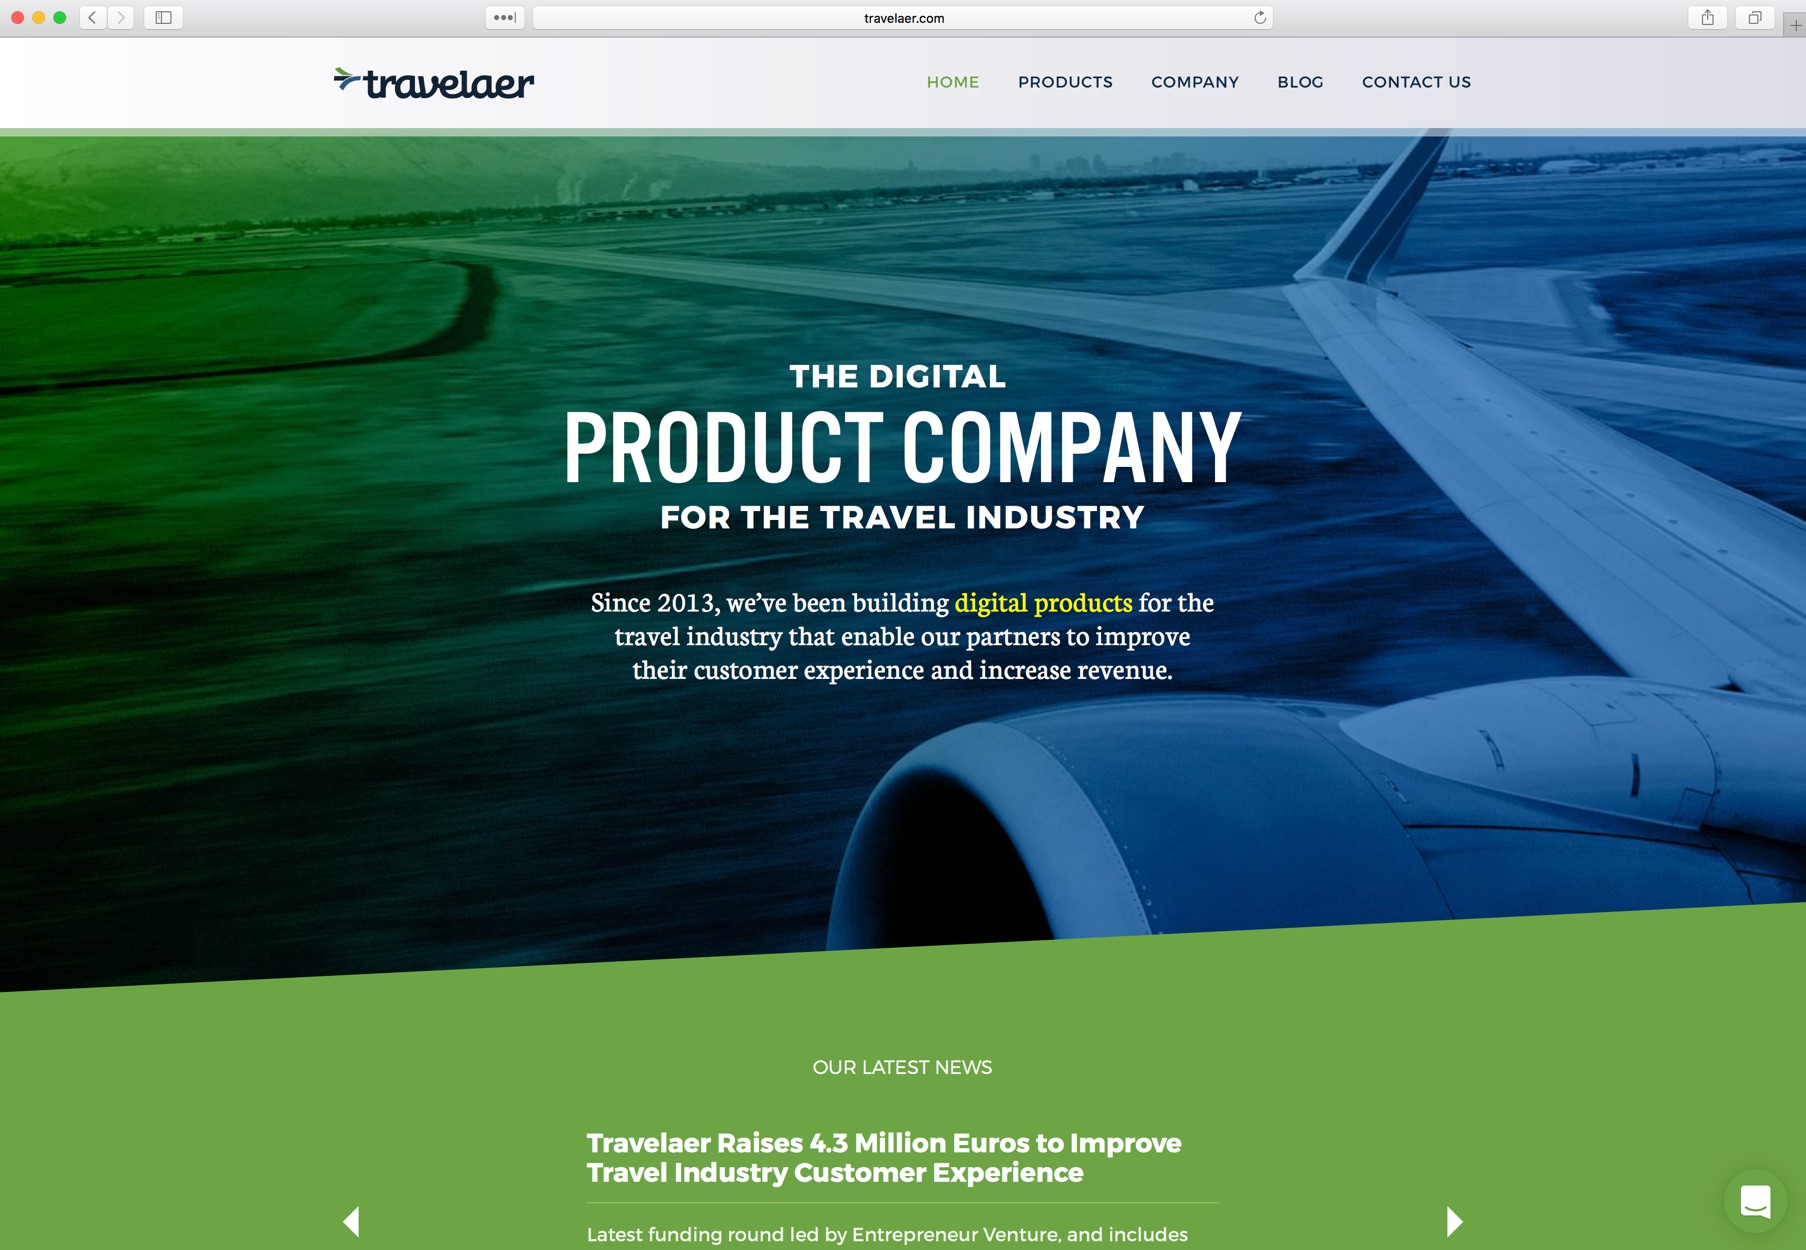 travelaer.com
travelaer
HOME
PRODUCTS
COMPANY
BLOG
CONTACT US
THE DIGITAL
PRODUCT COMPANY
FOR THE TRAVEL INDUSTRY
Since 2013, we’ve been building digital products for the
travel industry that enable our partners to improve
their customer experience and increase revenue.
OUR LATEST NEWS
Travelaer Raises 4.3 Million Euros to Improve
Travel Industry Customer Experience
Latest funding round led by Entrepreneur Venture, and includes